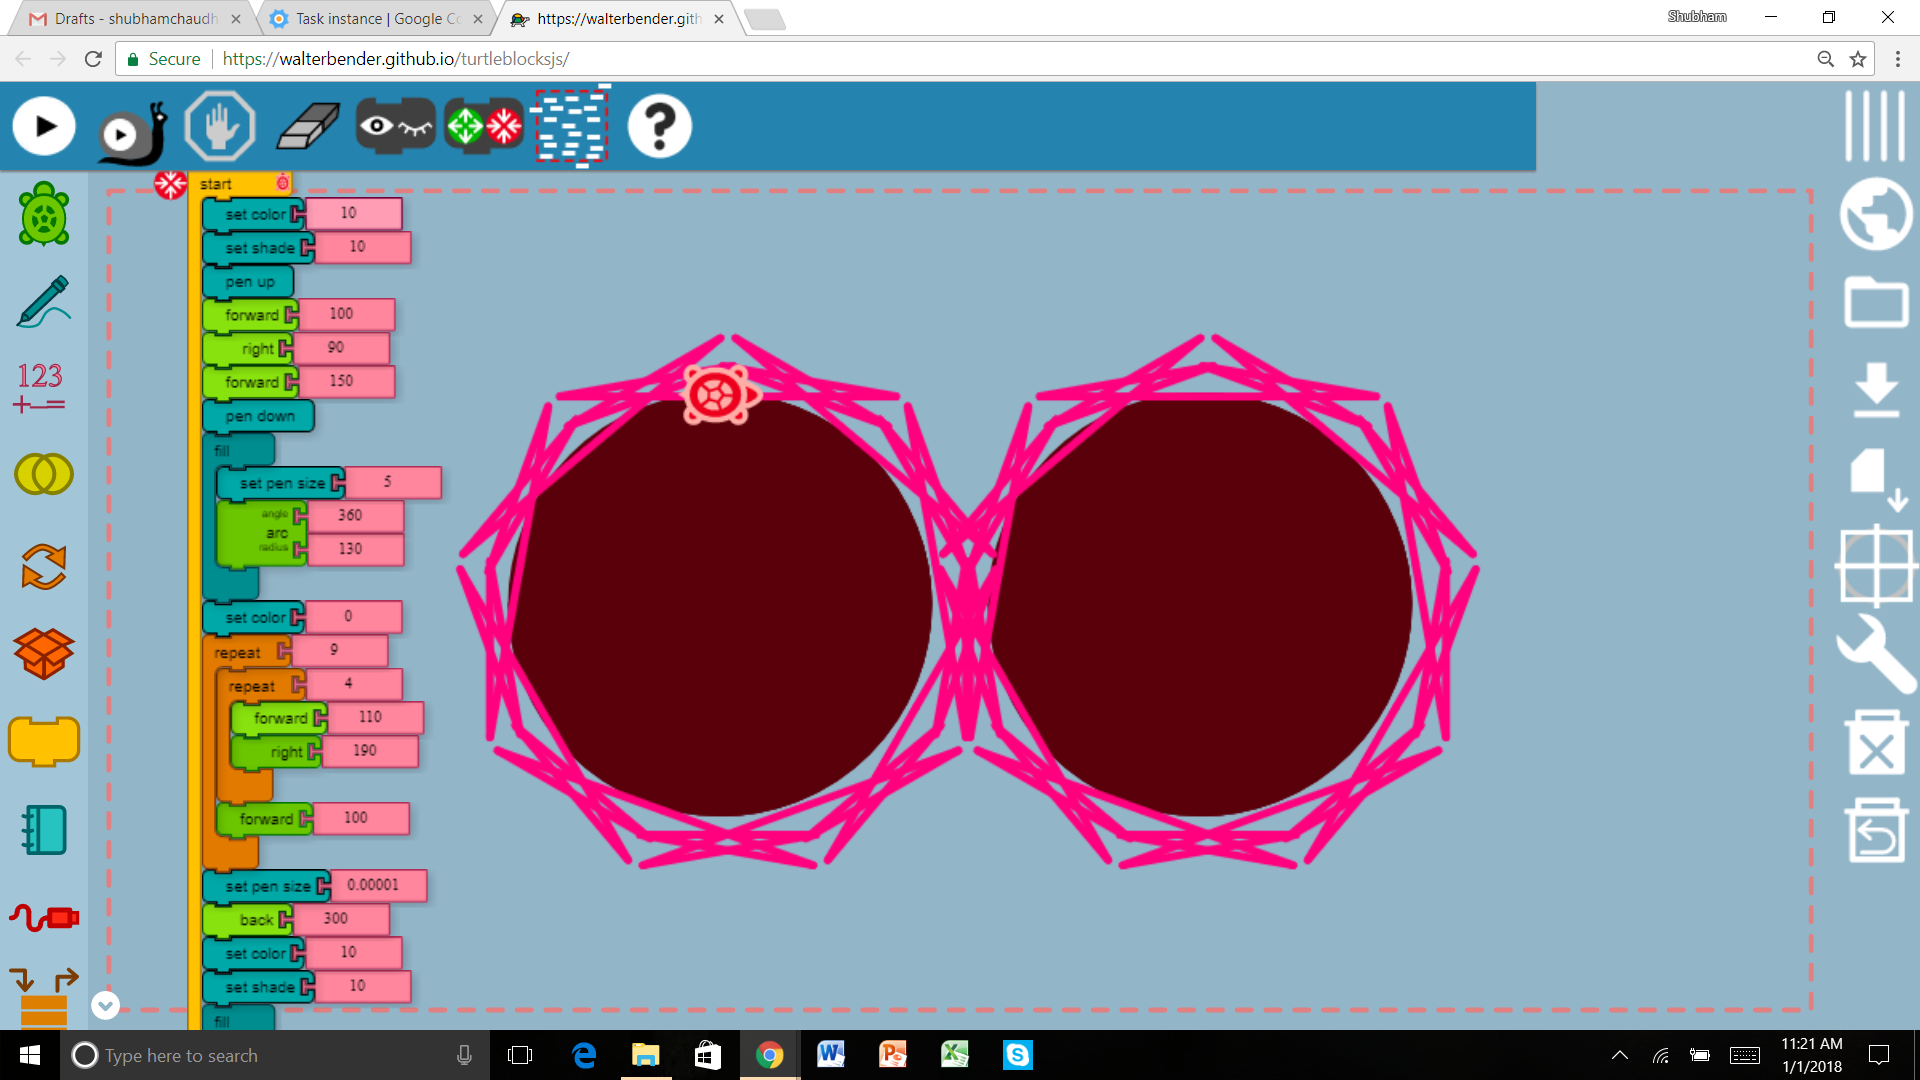 Drafts - shubhamchaudh
Task instance | Google Co
https://walterbender.gith
Shubham
Secure
https://walterbender.github.io/turtleblocksjs/
?
start
set color 10
set shade 10
pen up
forward 100
right 90
forward 150
pen down
fill
set pen size 5
angle 360
arc
radius 130
set color 0
repeat 9
repeat 4
forward 110
right 190
forward 100
set pen size 0.00001
back 300
set color 10
set shade 10
fill
123
+-=
Type here to search
11:21 AM
1/1/2018